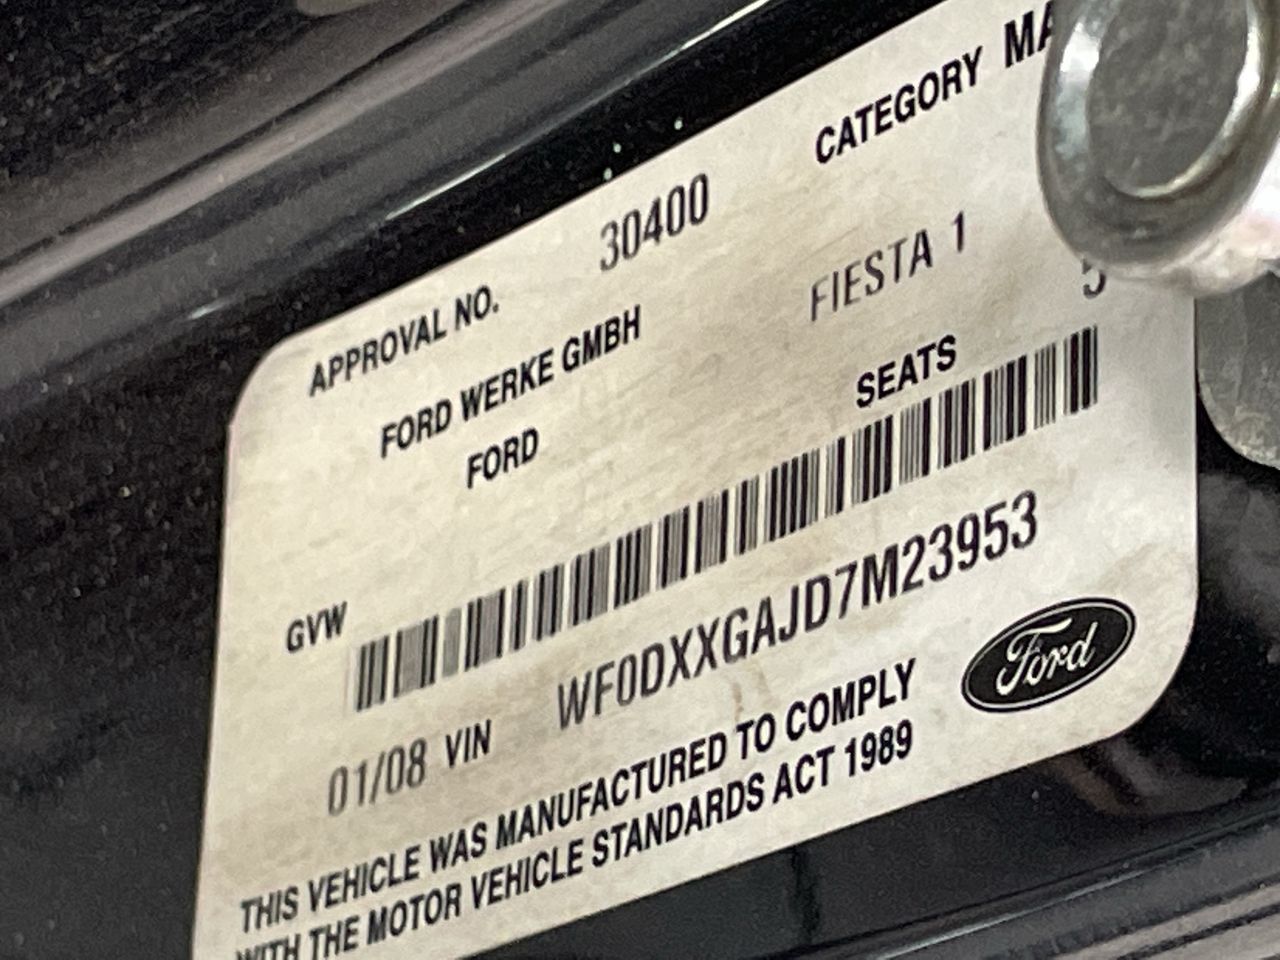 APPROVAL NO. 30400 CATEGORY MA
FORD WERKE GMBH FIESTA 1
FORD SEATS 5
GVW
01/08 VIN WF0DXXGAJD7M23953
THIS VEHICLE WAS MANUFACTURED TO COMPLY
WITH THE MOTOR VEHICLE STANDARDS ACT 1989
Ford